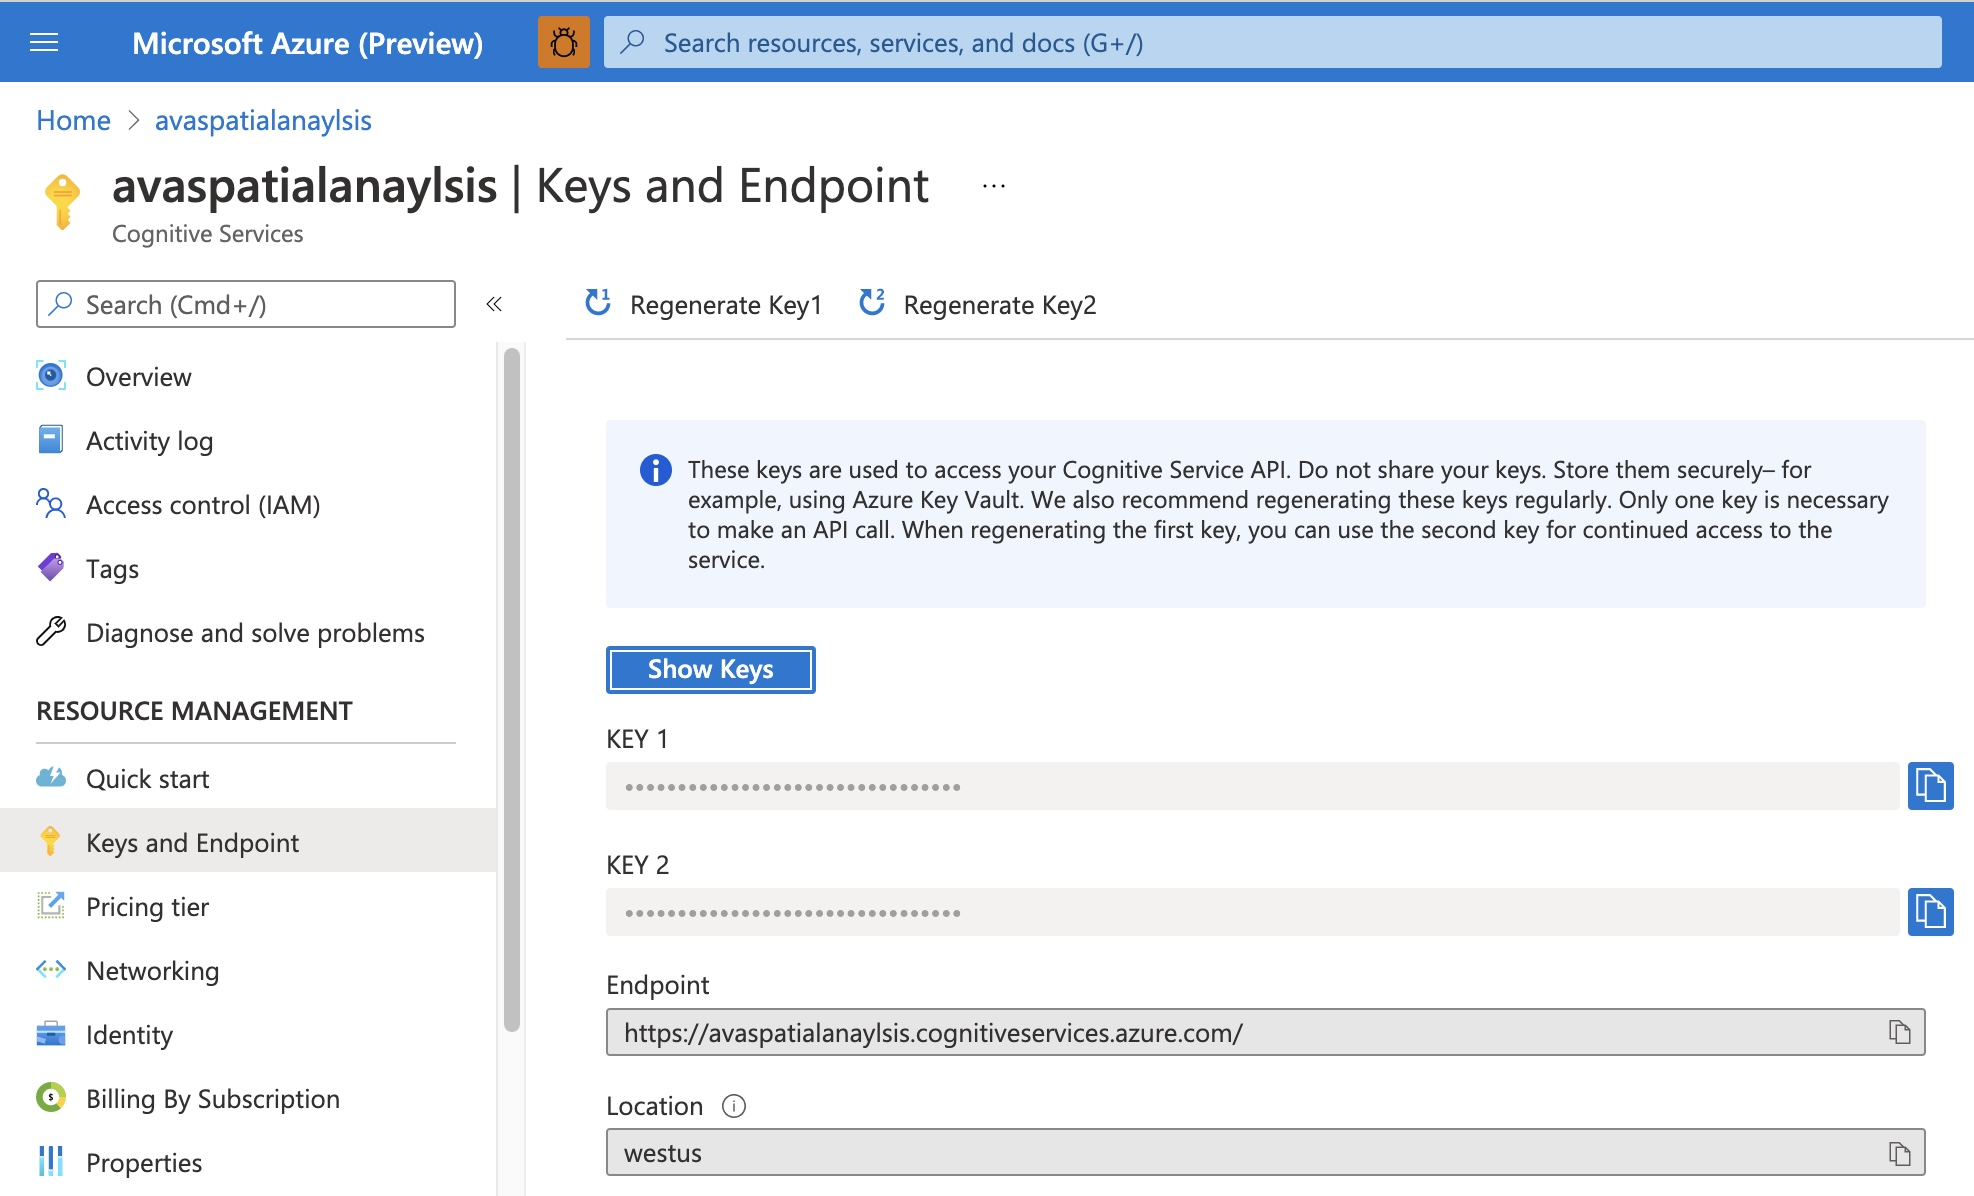 Microsoft Azure (Preview)
Search resources, services, and docs (G+/)
Home > avaspatialanaylsis
avaspatialanaylsis | Keys and Endpoint ...
Cognitive Services
Search (Cmd+/)
«
Overview
Activity log
Access control (IAM)
Tags
Diagnose and solve problems
RESOURCE MANAGEMENT
Quick start
Keys and Endpoint
Pricing tier
Networking
Identity
Billing By Subscription
Properties
1 Regenerate Key1
2 Regenerate Key2
These keys are used to access your Cognitive Service API. Do not share your keys. Store them securely– for
example, using Azure Key Vault. We also recommend regenerating these keys regularly. Only one key is necessary
to make an API call. When regenerating the first key, you can use the second key for continued access to the
service.
Show Keys
KEY 1
••••••••••••••••••••••••••••••••
KEY 2
••••••••••••••••••••••••••••••••
Endpoint
https://avaspatialanaylsis.cognitiveservices.azure.com/
Location
westus